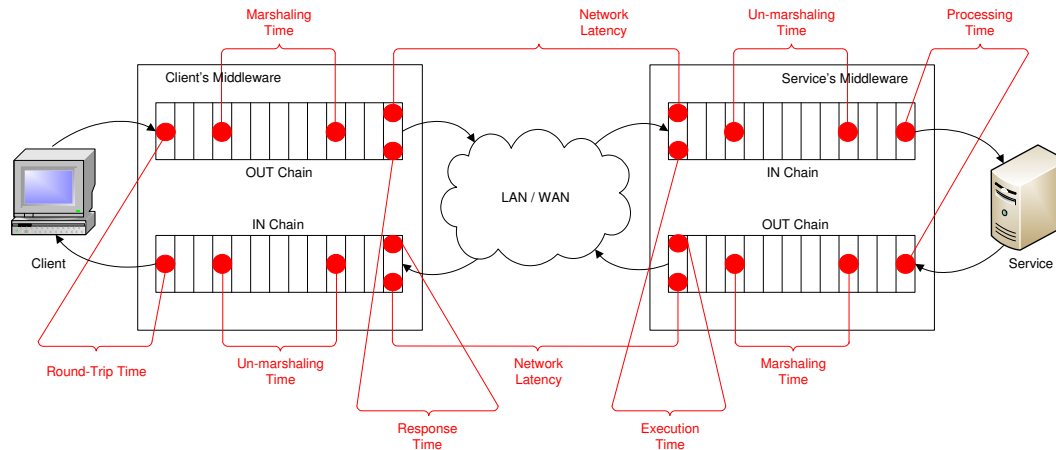 Marshaling
Time
Network
Latency
Un-marshaling
Time
Processing
Time
Client's Middleware
Service's Middleware
OUT Chain
IN Chain
LAN / WAN
IN Chain
OUT Chain
Client
Service
Round-Trip Time
Un-marshaling
Time
Network
Latency
Marshaling
Time
Response
Time
Execution
Time